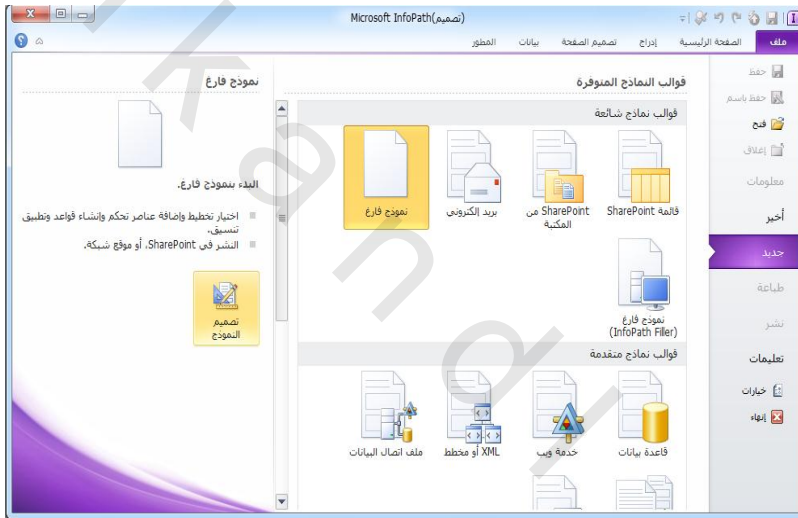 (تصميم)Microsoft InfoPath
ملف
الصفحة الرئيسية
إدراج
تصميم الصفحة
بيانات
المطور
حفظ
حفظ باسم
فتح
إغلاق
معلومات
أخير
جديد
طباعة
نشر
تعليمات
خيارات
إنهاء
قوالب النماذج المتوفرة
قوالب نماذج شائعة
قائمة SharePoint
SharePoint من
المكتبة
بريد إلكتروني
نموذج فارغ
نموذج فارغ
(InfoPath Filler)
قوالب نماذج متقدمة
قاعدة بيانات
خدمة ويب
XML أو مخطط
ملف اتصال البيانات
نموذج فارغ
البدء بنموذج فارغ.
اختيار تخطيط وإضافة عناصر تحكم وإنشاء قواعد وتطبيق
تنسيق.
النشر في SharePoint، أو موقع شبكة.
تصميم
النموذج
k a n d l